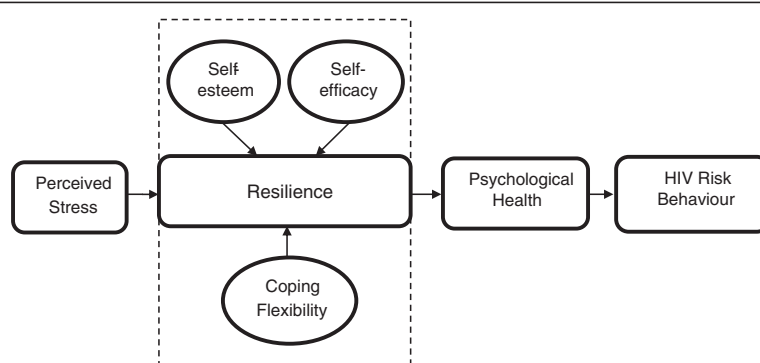 Self-
esteem
Self-
efficacy
Perceived
Stress
Resilience
Psychological
Health
HIV Risk
Behaviour
Coping
Flexibility